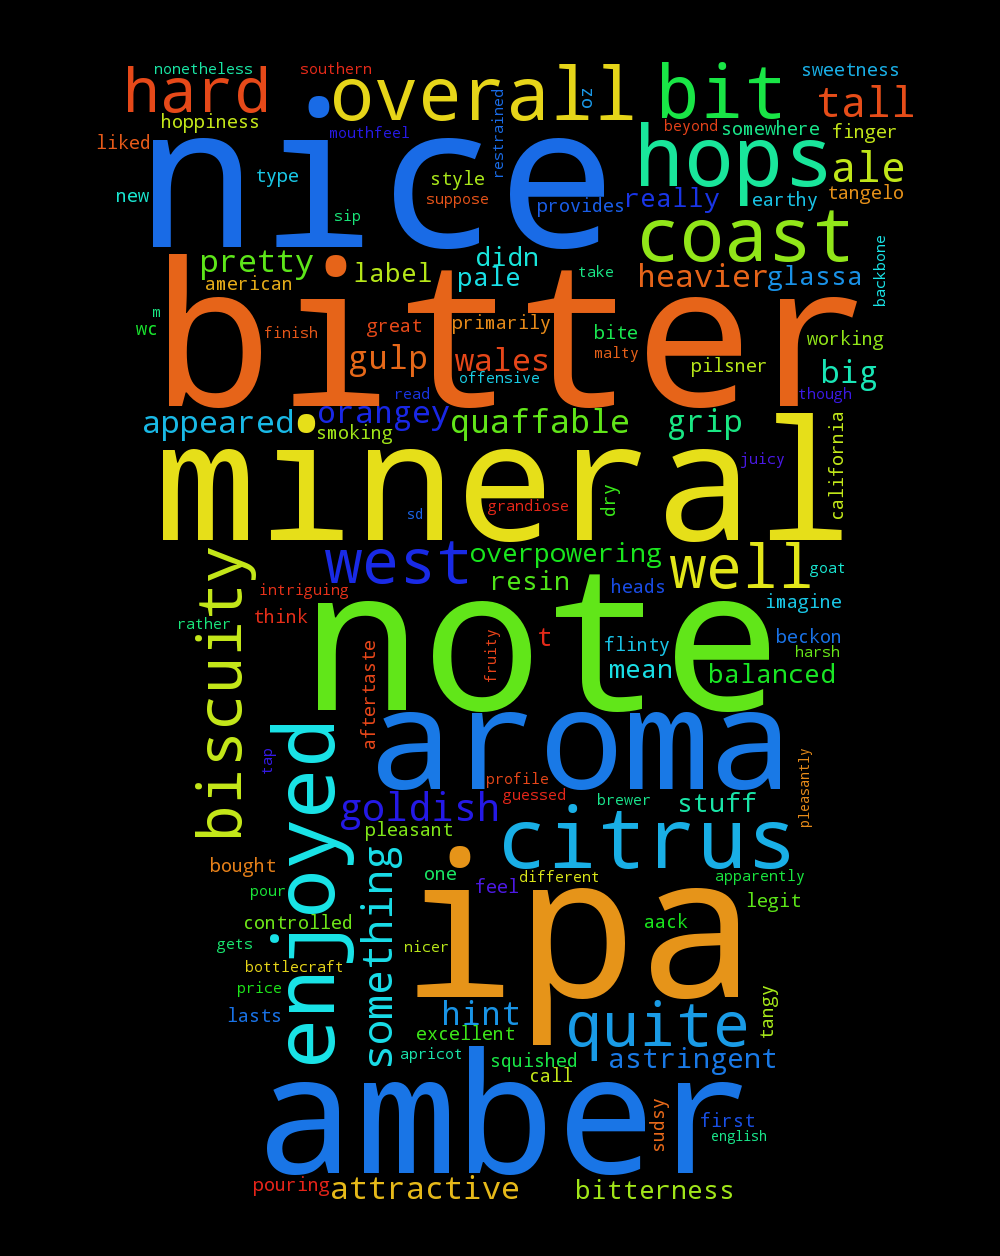 nonetheless southern sweetness
hard overall bit tall
hoppiness mouthfeel oz restrained beyond somewhere finger
liked nice hops ale
type style tangelo
new suppose provides really earthy
sip coast
pretty didn
label pale take heavier glassa backbone
american
m bitter
wc finish great primarily bite working
gulp wales malty pilsner big
offensive
read though
appeared orangey quaffable grip california
smoking
mineral juicy
grandiose dry
sd
west overpowering well
biscuity resin heads goat
intriguing imagine
rather think note
t fruity flinty beckon
harsh
aftertaste mean balanced
enjoyed aroma
tap pleasantly
profile
goldish guessed brewer stuff
pleasant citrus
bought one different apparently
pour feel legit
something ipa
controlled aack
gets nicer
bottlecraft
price tangy
lasts hint quite
excellent
apricot squished astringent
call
amber sudsy first
english
pouring attractive bitterness